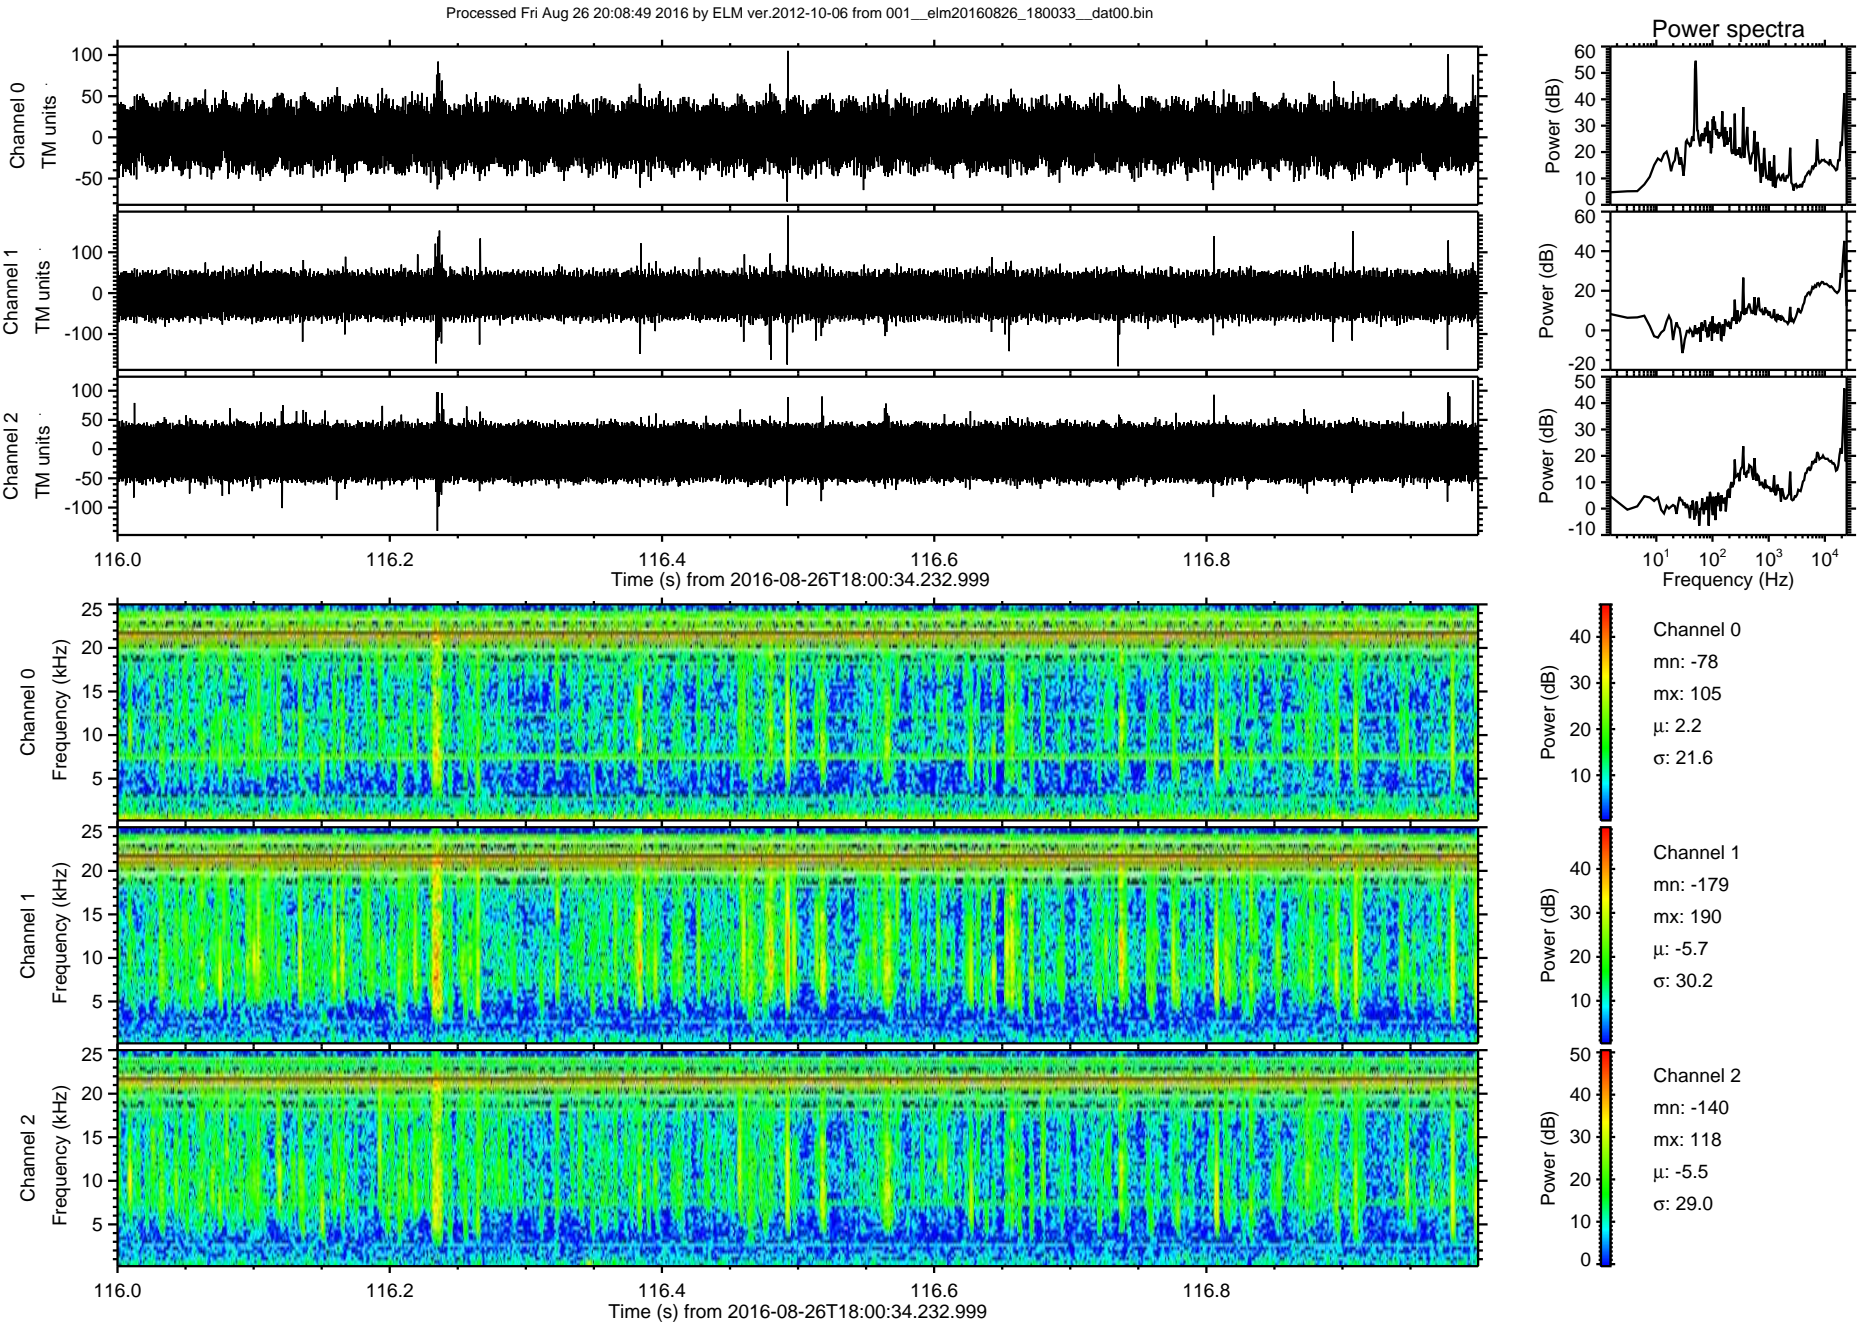 Processed Fri Aug 26 20:08:49 2016 by ELM ver.2012-10-06 from 001__elm20160826_180033__dat00.bin
Power spectra
Channel 0
TM units
100
50
0
-50
Power (dB)
60
50
40
30
20
10
0
Channel 1
TM units
100
0
-100
Power (dB)
60
40
20
0
-20
Channel 2
TM units
100
50
0
-50
-100
Power (dB)
50
40
30
20
10
0
-10
116.0 116.2 116.4 116.6 116.8
Time (s) from 2016-08-26T18:00:34.232.999
10^1 10^2 10^3 10^4
Frequency (Hz)
Channel 0
Frequency (kHz)
25
20
15
10
5
Power (dB)
40
30
20
10
Channel 0
mn: -78
mx: 105
μ: 2.2
σ: 21.6
Channel 1
Frequency (kHz)
25
20
15
10
5
Power (dB)
40
30
20
10
Channel 1
mn: -179
mx: 190
μ: -5.7
σ: 30.2
Channel 2
Frequency (kHz)
25
20
15
10
5
Power (dB)
50
40
30
20
10
0
Channel 2
mn: -140
mx: 118
μ: -5.5
σ: 29.0
116.0 116.2 116.4 116.6 116.8
Time (s) from 2016-08-26T18:00:34.232.999